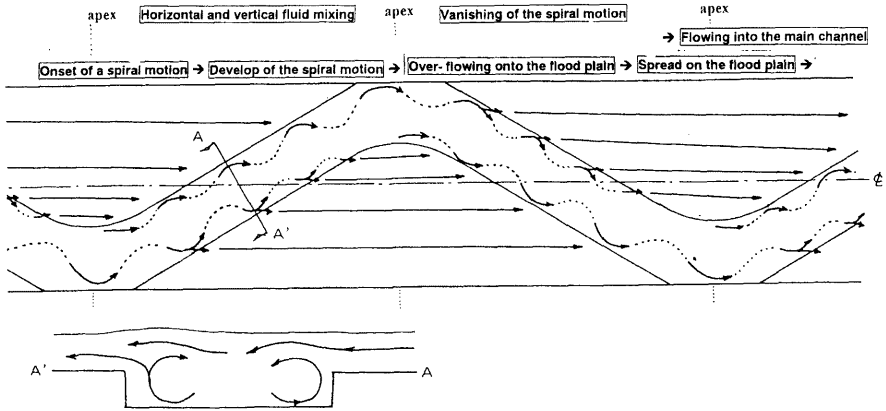 apex
Horizontal and vertical fluid mixing
apex
Vanishing of the spiral motion
apex
Flowing into the main channel
Onset of a spiral motion
Develop of the spiral motion
Over- flowing onto the flood plain
Spread on the flood plain
A
A'
A'
A